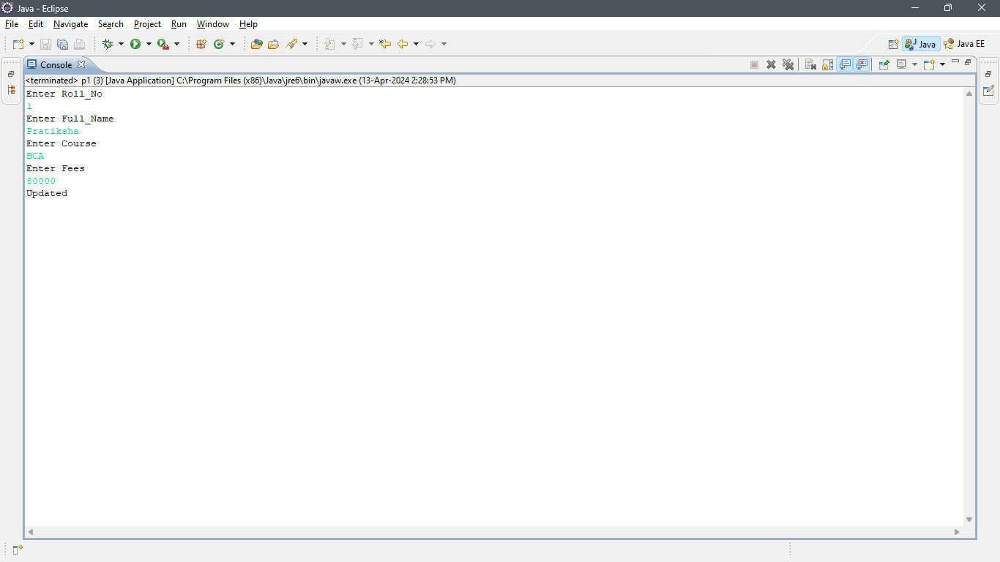 Java - Eclipse
File Edit Navigate Search Project Run Window Help
Java Java EE
Console
<terminated> p1 (3) [Java Application] C:\Program Files (x86)\Java\jre6\bin\javaw.exe (13-Apr-2024 2:28:53 PM)
Enter Roll_No
1
Enter Full_Name
Pratiksha
Enter Course
BCA
Enter Fees
80000
Updated